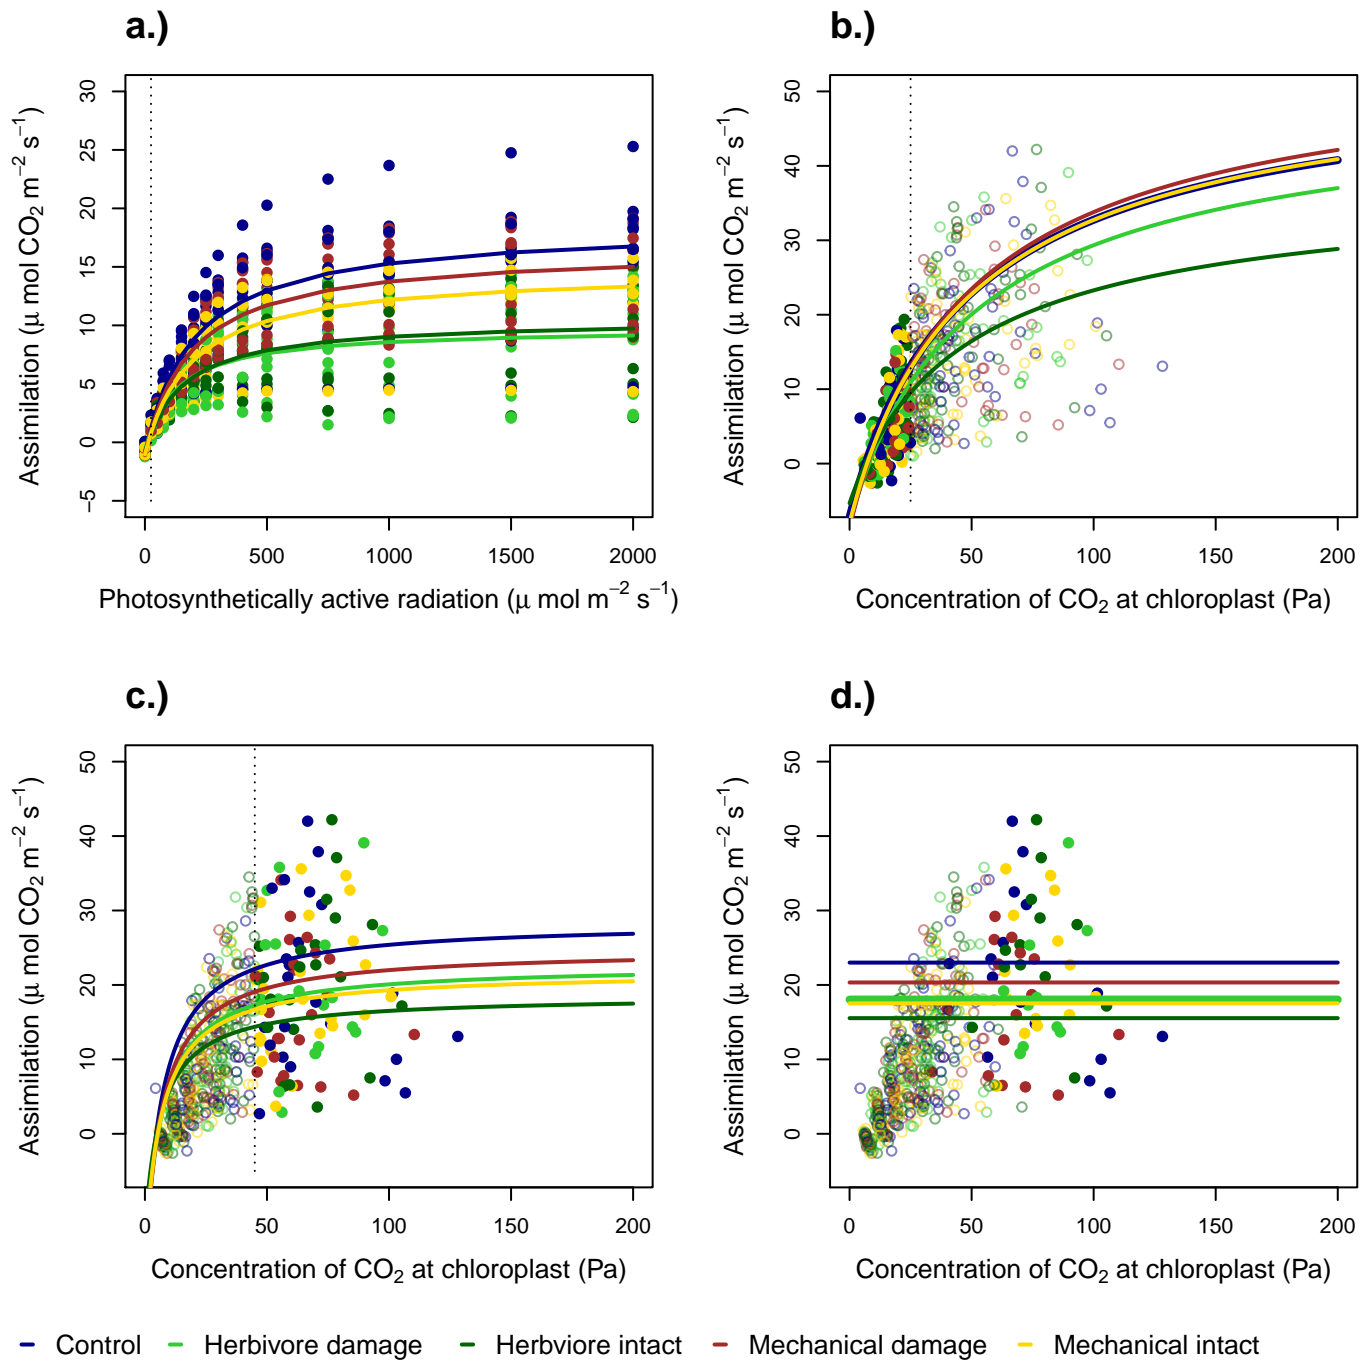 a.)
b.)
Assimilation (μ mol CO₂ m⁻² s⁻¹)
−5 0 5 10 15 20 25 30
0 500 1000 1500 2000
Photosynthetically active radiation (μ mol m⁻² s⁻¹)
Assimilation (μ mol CO₂ m⁻² s⁻¹)
0 10 20 30 40 50
0 50 100 150 200
Concentration of CO₂ at chloroplast (Pa)
c.)
d.)
Assimilation (μ mol CO₂ m⁻² s⁻¹)
0 10 20 30 40 50
0 50 100 150 200
Concentration of CO₂ at chloroplast (Pa)
Assimilation (μ mol CO₂ m⁻² s⁻¹)
0 10 20 30 40 50
0 50 100 150 200
Concentration of CO₂ at chloroplast (Pa)
Control Herbivore damage Herbviore intact Mechanical damage Mechanical intact